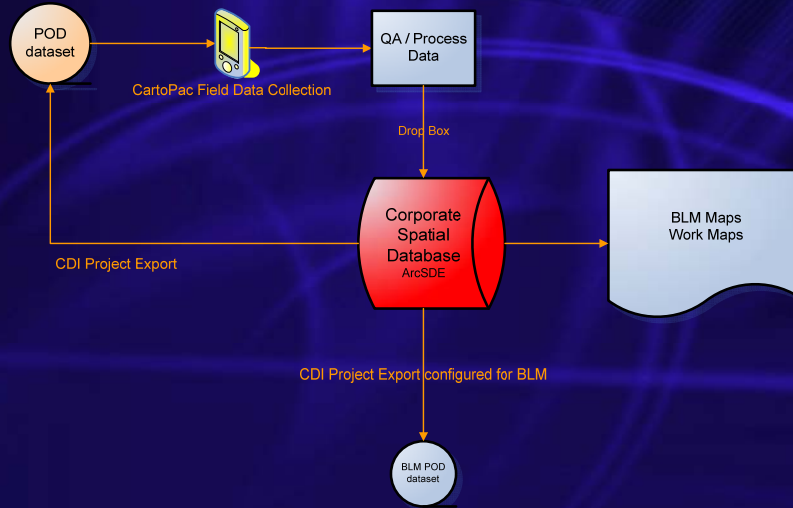 POD
dataset
QA / Process
Data
CartoPac Field Data Collection
Drop Box
Corporate
Spatial
Database
ArcSDE
BLM Maps
Work Maps
CDI Project Export
CDI Project Export configured for BLM
BLM POD
dataset